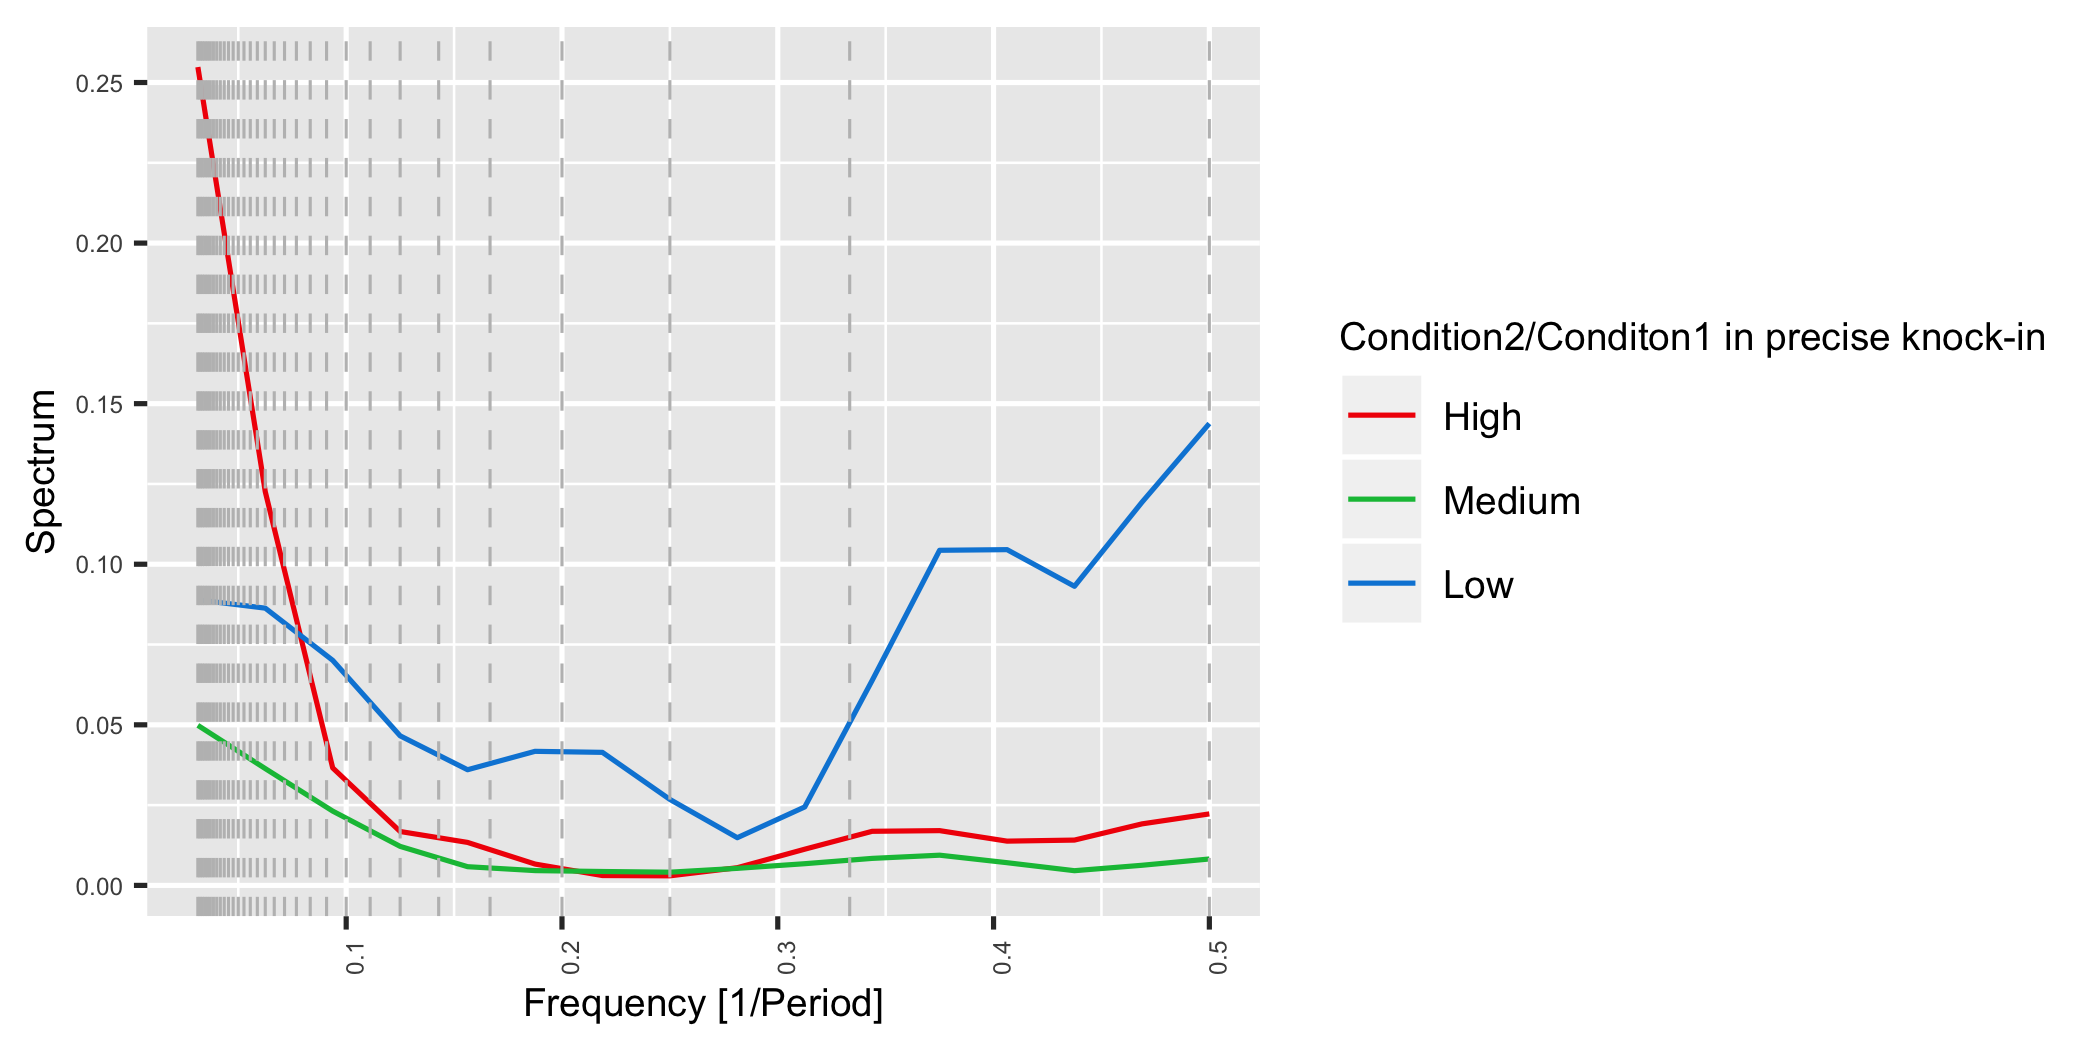 0.25
0.20
0.15
0.10
0.05
0.00
Spectrum
0.1
0.2
0.3
0.4
0.5
Frequency [1/Period]
Condition2/Conditon1 in precise knock-in
High
Medium
Low